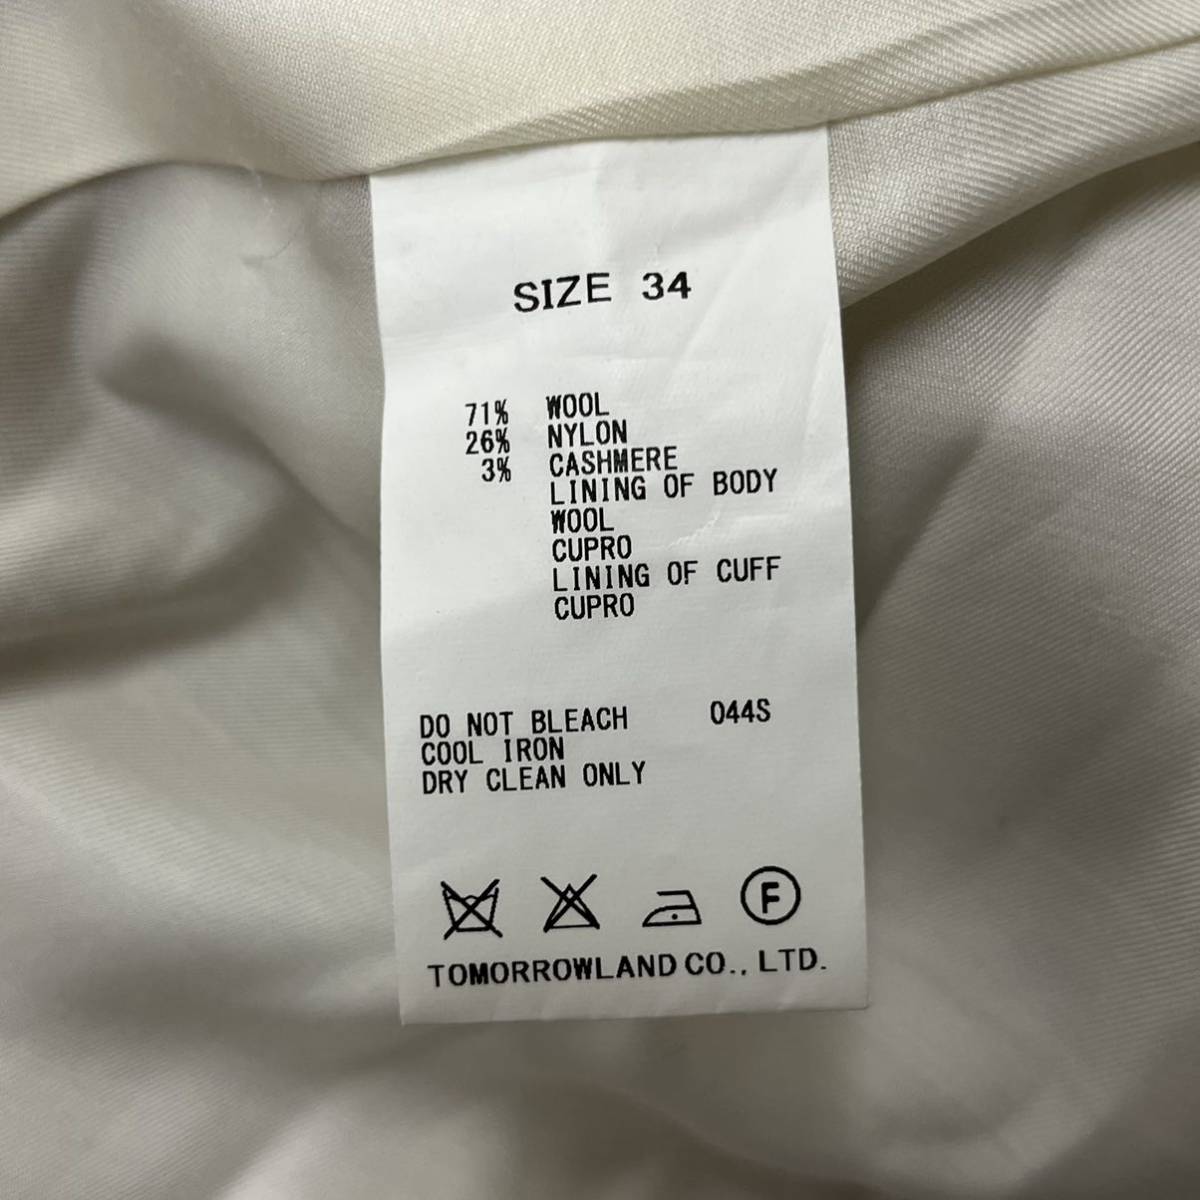 SIZE 34
71% WOOL
26% NYLON
3% CASHMERE
LINING OF BODY
WOOL
CUPRO
LINING OF CUFF
CUPRO
DO NOT BLEACH 044S
COOL IRON
DRY CLEAN ONLY
F
TOMORROWLAND CO., LTD.